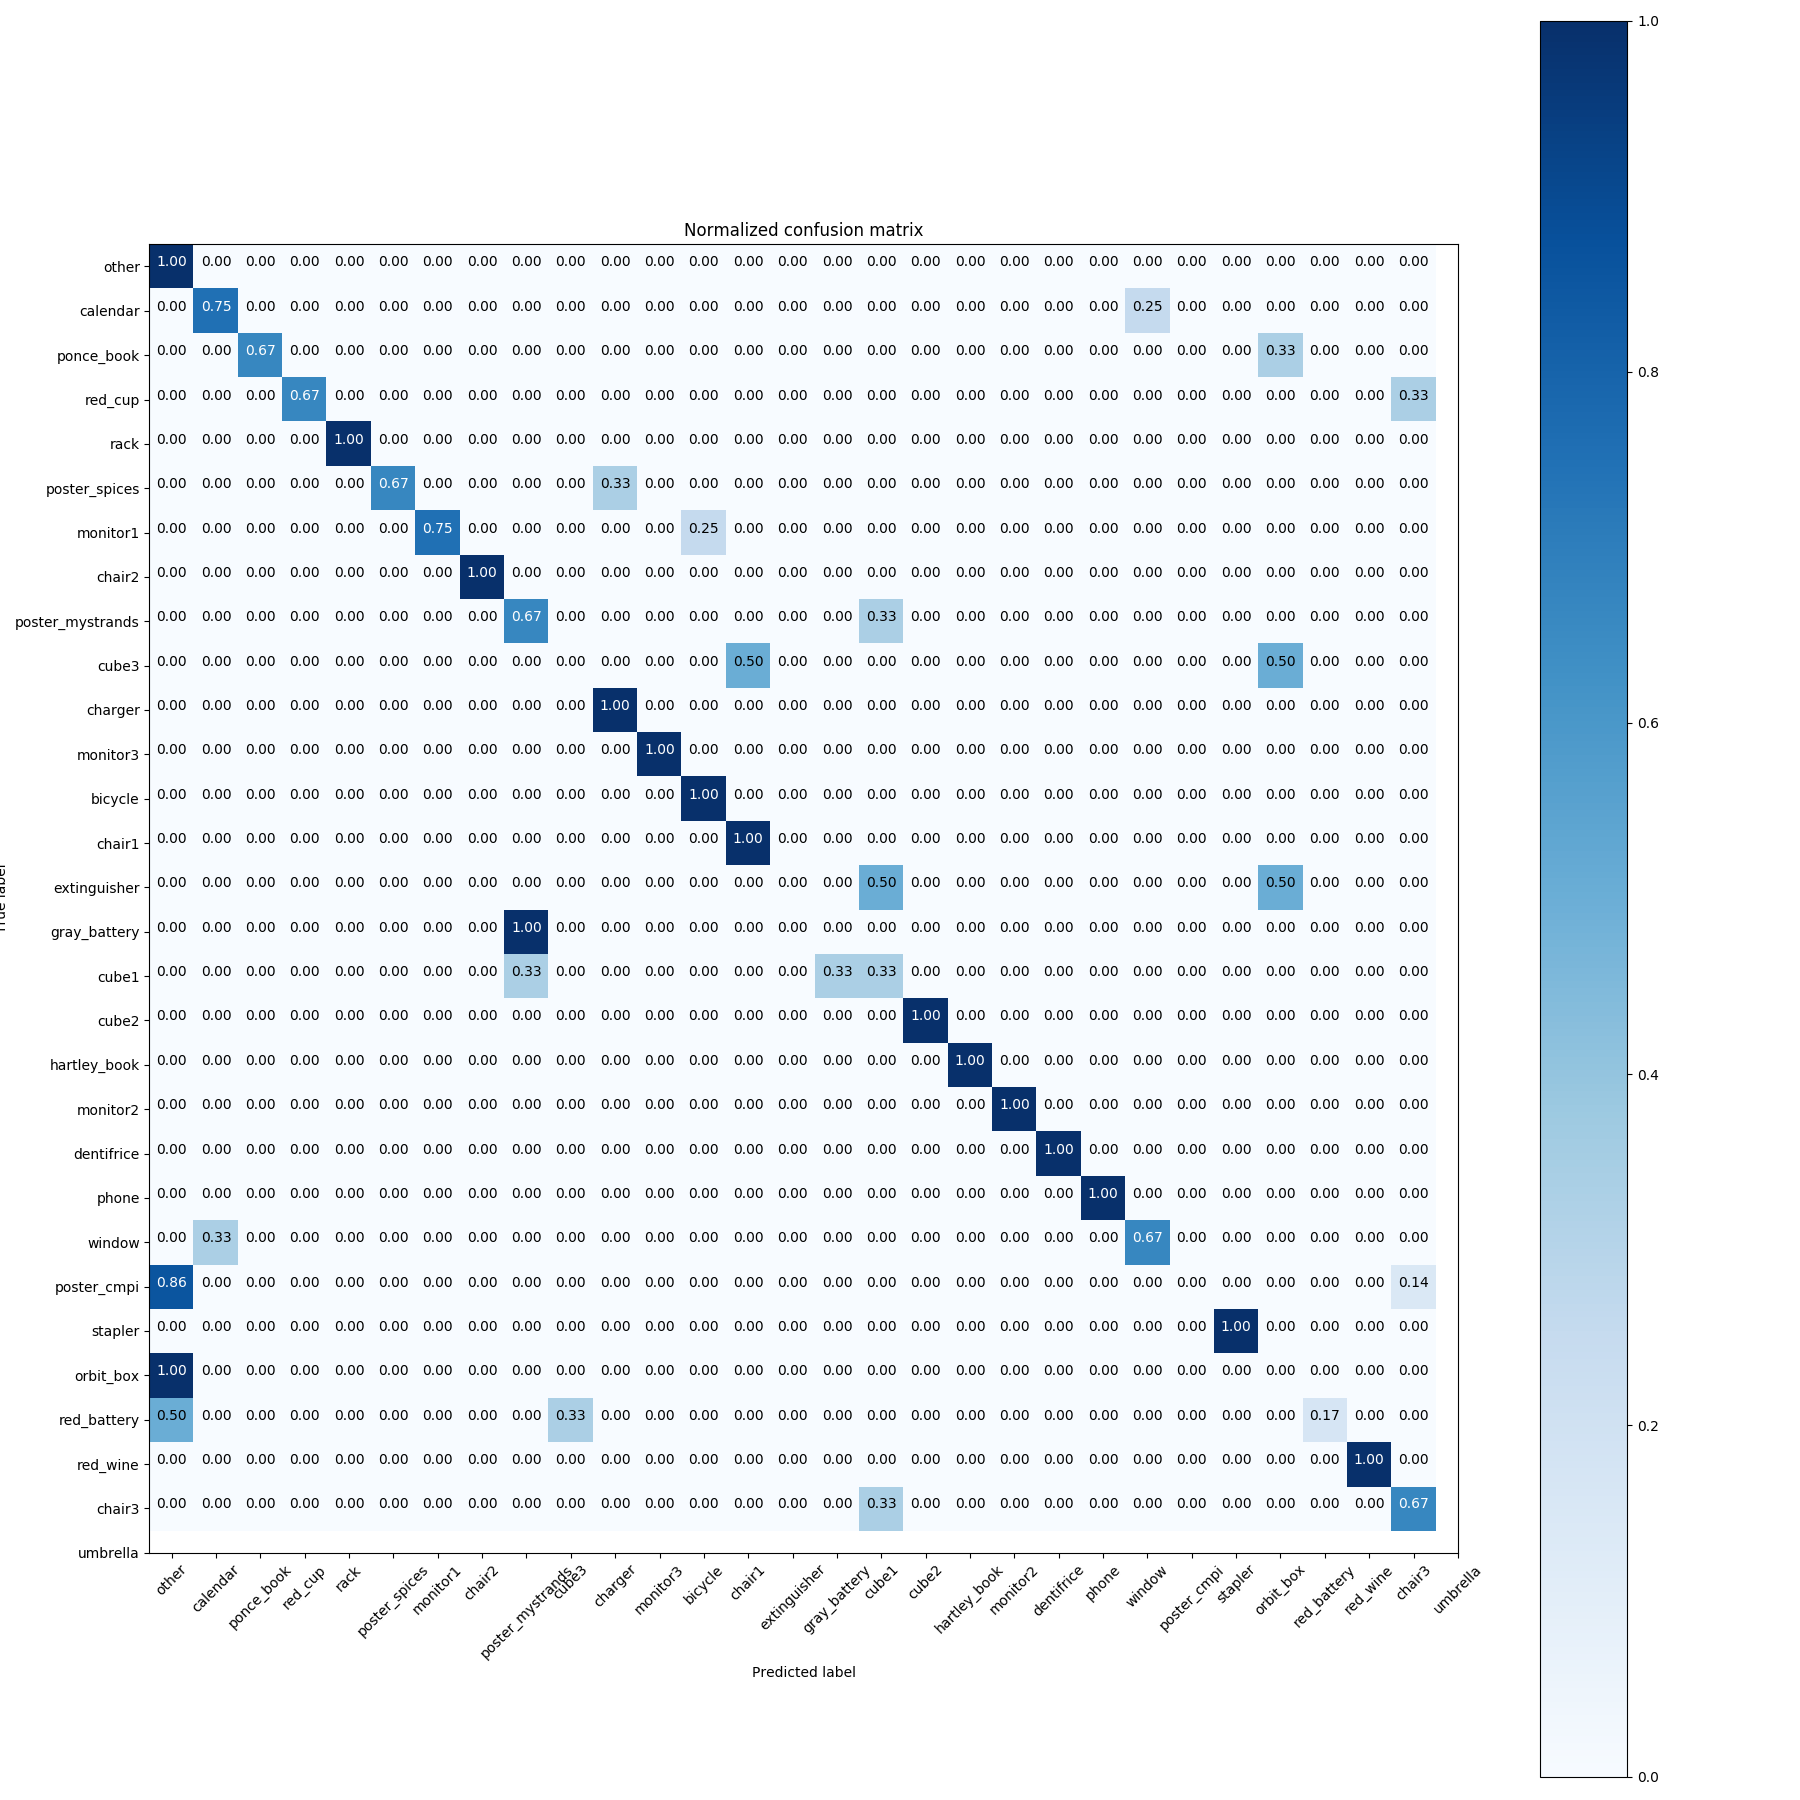 Normalized confusion matrix
other 1.00 0.00 0.00 0.00 0.00 0.00 0.00 0.00 0.00 0.00 0.00 0.00 0.00 0.00 0.00 0.00 0.00 0.00 0.00 0.00 0.00 0.00 0.00 0.00 0.00 0.00 0.00 0.00 0.00
calendar 0.00 0.75 0.00 0.00 0.00 0.00 0.00 0.00 0.00 0.00 0.00 0.00 0.00 0.00 0.00 0.00 0.00 0.00 0.00 0.00 0.00 0.00 0.25 0.00 0.00 0.00 0.00 0.00 0.00
ponce_book 0.00 0.00 0.67 0.00 0.00 0.00 0.00 0.00 0.00 0.00 0.00 0.00 0.00 0.00 0.00 0.00 0.00 0.00 0.00 0.00 0.00 0.00 0.00 0.00 0.00 0.33 0.00 0.00 0.00
red_cup 0.00 0.00 0.00 0.67 0.00 0.00 0.00 0.00 0.00 0.00 0.00 0.00 0.00 0.00 0.00 0.00 0.00 0.00 0.00 0.00 0.00 0.00 0.00 0.00 0.00 0.00 0.00 0.00 0.33
rack 0.00 0.00 0.00 0.00 1.00 0.00 0.00 0.00 0.00 0.00 0.00 0.00 0.00 0.00 0.00 0.00 0.00 0.00 0.00 0.00 0.00 0.00 0.00 0.00 0.00 0.00 0.00 0.00 0.00
poster_spices 0.00 0.00 0.00 0.00 0.00 0.67 0.00 0.00 0.00 0.00 0.33 0.00 0.00 0.00 0.00 0.00 0.00 0.00 0.00 0.00 0.00 0.00 0.00 0.00 0.00 0.00 0.00 0.00 0.00
monitor1 0.00 0.00 0.00 0.00 0.00 0.00 0.75 0.00 0.00 0.00 0.00 0.00 0.25 0.00 0.00 0.00 0.00 0.00 0.00 0.00 0.00 0.00 0.00 0.00 0.00 0.00 0.00 0.00 0.00
chair2 0.00 0.00 0.00 0.00 0.00 0.00 0.00 1.00 0.00 0.00 0.00 0.00 0.00 0.00 0.00 0.00 0.00 0.00 0.00 0.00 0.00 0.00 0.00 0.00 0.00 0.00 0.00 0.00 0.00
poster_mystrands 0.00 0.00 0.00 0.00 0.00 0.00 0.00 0.00 0.67 0.00 0.00 0.00 0.00 0.00 0.00 0.00 0.33 0.00 0.00 0.00 0.00 0.00 0.00 0.00 0.00 0.00 0.00 0.00 0.00
cube3 0.00 0.00 0.00 0.00 0.00 0.00 0.00 0.00 0.00 0.00 0.00 0.00 0.00 0.50 0.00 0.00 0.00 0.00 0.00 0.00 0.00 0.00 0.00 0.00 0.00 0.50 0.00 0.00 0.00
charger 0.00 0.00 0.00 0.00 0.00 0.00 0.00 0.00 0.00 0.00 1.00 0.00 0.00 0.00 0.00 0.00 0.00 0.00 0.00 0.00 0.00 0.00 0.00 0.00 0.00 0.00 0.00 0.00 0.00
monitor3 0.00 0.00 0.00 0.00 0.00 0.00 0.00 0.00 0.00 0.00 0.00 1.00 0.00 0.00 0.00 0.00 0.00 0.00 0.00 0.00 0.00 0.00 0.00 0.00 0.00 0.00 0.00 0.00 0.00
bicycle 0.00 0.00 0.00 0.00 0.00 0.00 0.00 0.00 0.00 0.00 0.00 0.00 1.00 0.00 0.00 0.00 0.00 0.00 0.00 0.00 0.00 0.00 0.00 0.00 0.00 0.00 0.00 0.00 0.00
chair1 0.00 0.00 0.00 0.00 0.00 0.00 0.00 0.00 0.00 0.00 0.00 0.00 0.00 1.00 0.00 0.00 0.00 0.00 0.00 0.00 0.00 0.00 0.00 0.00 0.00 0.00 0.00 0.00 0.00
extinguisher 0.00 0.00 0.00 0.00 0.00 0.00 0.00 0.00 0.00 0.00 0.00 0.00 0.00 0.00 0.00 0.00 0.50 0.00 0.00 0.00 0.00 0.00 0.00 0.00 0.00 0.50 0.00 0.00 0.00
gray_battery 0.00 0.00 0.00 0.00 0.00 0.00 0.00 0.00 1.00 0.00 0.00 0.00 0.00 0.00 0.00 0.00 0.00 0.00 0.00 0.00 0.00 0.00 0.00 0.00 0.00 0.00 0.00 0.00 0.00
cube1 0.00 0.00 0.00 0.00 0.00 0.00 0.00 0.00 0.33 0.00 0.00 0.00 0.00 0.00 0.00 0.33 0.33 0.00 0.00 0.00 0.00 0.00 0.00 0.00 0.00 0.00 0.00 0.00 0.00
cube2 0.00 0.00 0.00 0.00 0.00 0.00 0.00 0.00 0.00 0.00 0.00 0.00 0.00 0.00 0.00 0.00 0.00 1.00 0.00 0.00 0.00 0.00 0.00 0.00 0.00 0.00 0.00 0.00 0.00
hartley_book 0.00 0.00 0.00 0.00 0.00 0.00 0.00 0.00 0.00 0.00 0.00 0.00 0.00 0.00 0.00 0.00 0.00 0.00 1.00 0.00 0.00 0.00 0.00 0.00 0.00 0.00 0.00 0.00 0.00
monitor2 0.00 0.00 0.00 0.00 0.00 0.00 0.00 0.00 0.00 0.00 0.00 0.00 0.00 0.00 0.00 0.00 0.00 0.00 0.00 1.00 0.00 0.00 0.00 0.00 0.00 0.00 0.00 0.00 0.00
dentifrice 0.00 0.00 0.00 0.00 0.00 0.00 0.00 0.00 0.00 0.00 0.00 0.00 0.00 0.00 0.00 0.00 0.00 0.00 0.00 0.00 1.00 0.00 0.00 0.00 0.00 0.00 0.00 0.00 0.00
phone 0.00 0.00 0.00 0.00 0.00 0.00 0.00 0.00 0.00 0.00 0.00 0.00 0.00 0.00 0.00 0.00 0.00 0.00 0.00 0.00 0.00 1.00 0.00 0.00 0.00 0.00 0.00 0.00 0.00
window 0.00 0.33 0.00 0.00 0.00 0.00 0.00 0.00 0.00 0.00 0.00 0.00 0.00 0.00 0.00 0.00 0.00 0.00 0.00 0.00 0.00 0.00 0.67 0.00 0.00 0.00 0.00 0.00 0.00
poster_cmpi 0.86 0.00 0.00 0.00 0.00 0.00 0.00 0.00 0.00 0.00 0.00 0.00 0.00 0.00 0.00 0.00 0.00 0.00 0.00 0.00 0.00 0.00 0.00 0.00 0.00 0.00 0.00 0.00 0.14
stapler 0.00 0.00 0.00 0.00 0.00 0.00 0.00 0.00 0.00 0.00 0.00 0.00 0.00 0.00 0.00 0.00 0.00 0.00 0.00 0.00 0.00 0.00 0.00 0.00 1.00 0.00 0.00 0.00 0.00
orbit_box 1.00 0.00 0.00 0.00 0.00 0.00 0.00 0.00 0.00 0.00 0.00 0.00 0.00 0.00 0.00 0.00 0.00 0.00 0.00 0.00 0.00 0.00 0.00 0.00 0.00 0.00 0.00 0.00 0.00
red_battery 0.50 0.00 0.00 0.00 0.00 0.00 0.00 0.00 0.00 0.33 0.00 0.00 0.00 0.00 0.00 0.00 0.00 0.00 0.00 0.00 0.00 0.00 0.00 0.00 0.00 0.00 0.17 0.00 0.00
red_wine 0.00 0.00 0.00 0.00 0.00 0.00 0.00 0.00 0.00 0.00 0.00 0.00 0.00 0.00 0.00 0.00 0.00 0.00 0.00 0.00 0.00 0.00 0.00 0.00 0.00 0.00 0.00 1.00 0.00
chair3 0.00 0.00 0.00 0.00 0.00 0.00 0.00 0.00 0.00 0.00 0.00 0.00 0.00 0.00 0.00 0.00 0.33 0.00 0.00 0.00 0.00 0.00 0.00 0.00 0.00 0.00 0.00 0.00 0.67
umbrella
other calendar ponce_book red_cup rack poster_spices monitor1 chair2 poster_mystrands cube3 charger monitor3 bicycle chair1 extinguisher gray_battery cube1 cube2 hartley_book monitor2 dentifrice phone window poster_cmpi stapler orbit_box red_battery red_wine chair3 umbrella
Predicted label
1.0
0.8
0.6
0.4
0.2
0.0